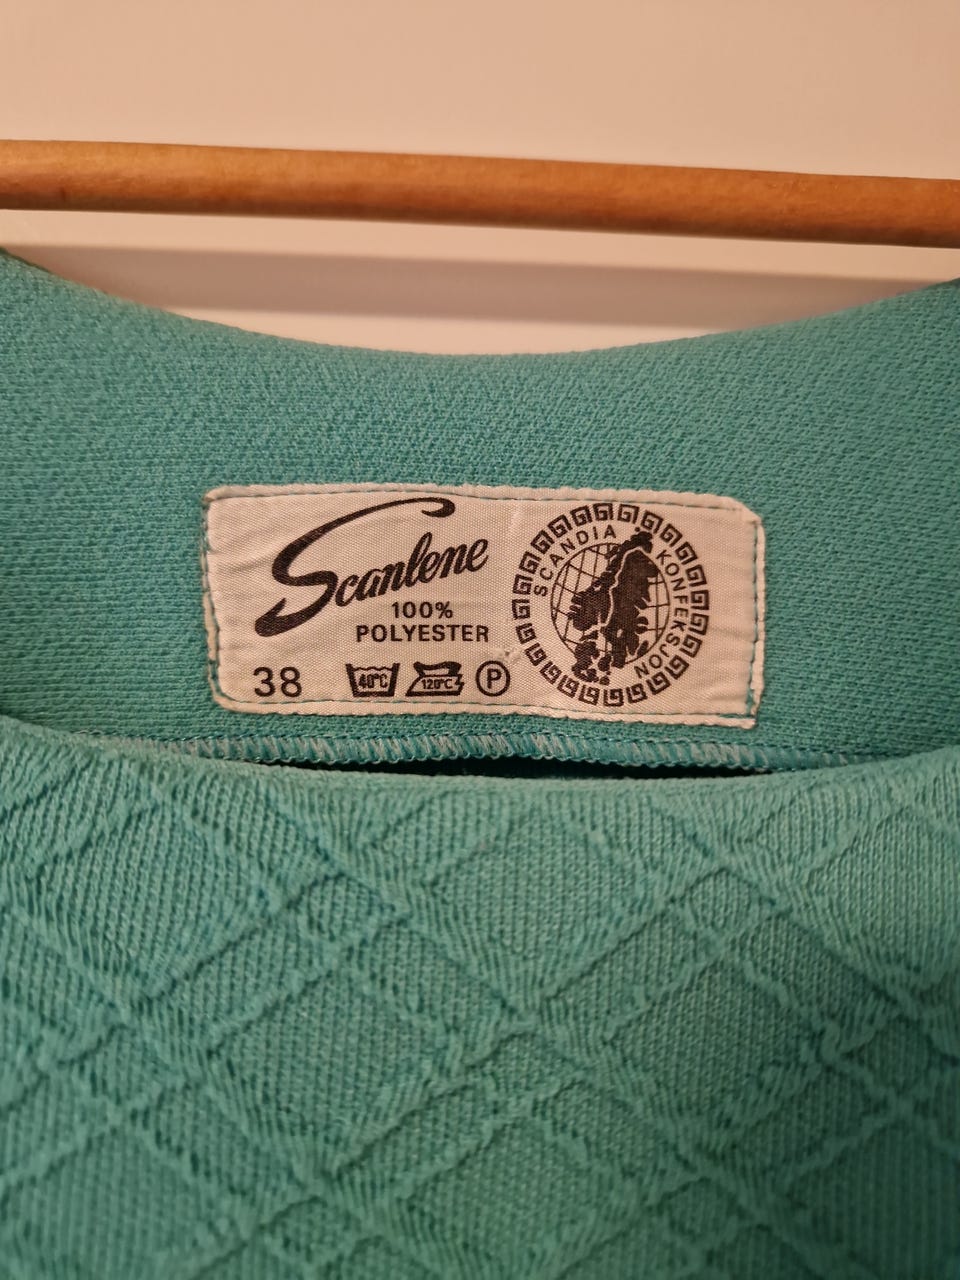 Scanlene
100%
POLYESTER
38
40°C
120°C
P
SCANDIA KONFEKSJON